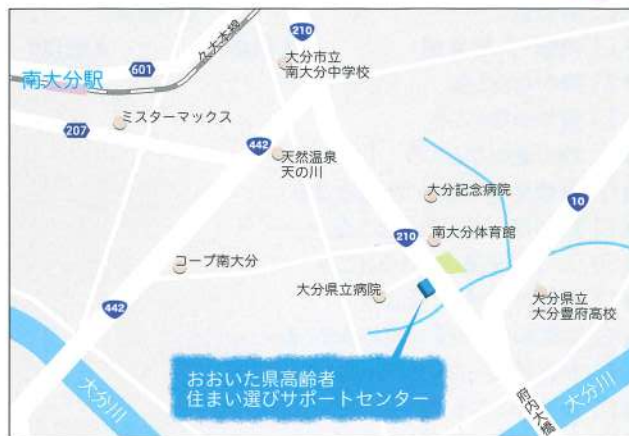 210
久大本線
大分市立
南大分中学校
601
南大分駅
ミスターマックス
207
442
天然温泉
天の川
大分記念病院
10
210
南大分体育館
コープ南大分
大分県立病院
大分県立
大分豊府高校
442
おおいた県高齢者
住まい選びサポートセンター
大分川
大分川
府内大橋